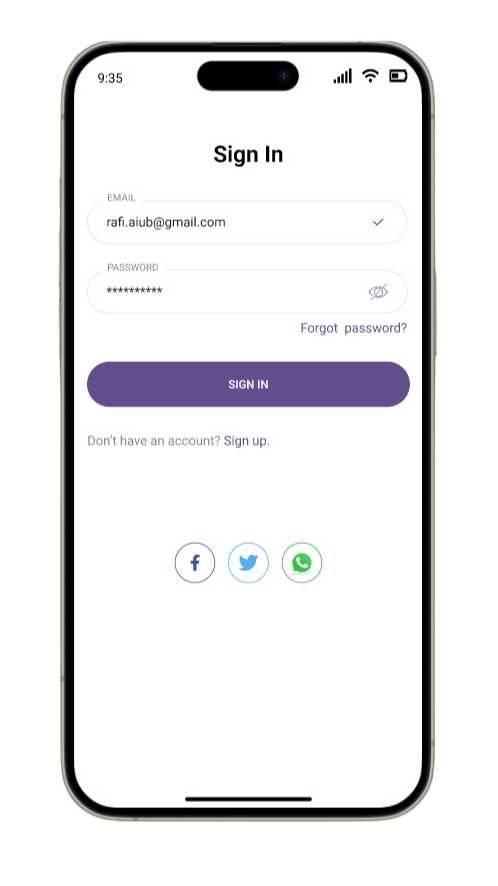 9:35
Sign In
EMAIL
rafi.aiub@gmail.com
PASSWORD
**********
Forgot password?
SIGN IN
Don't have an account? Sign up.